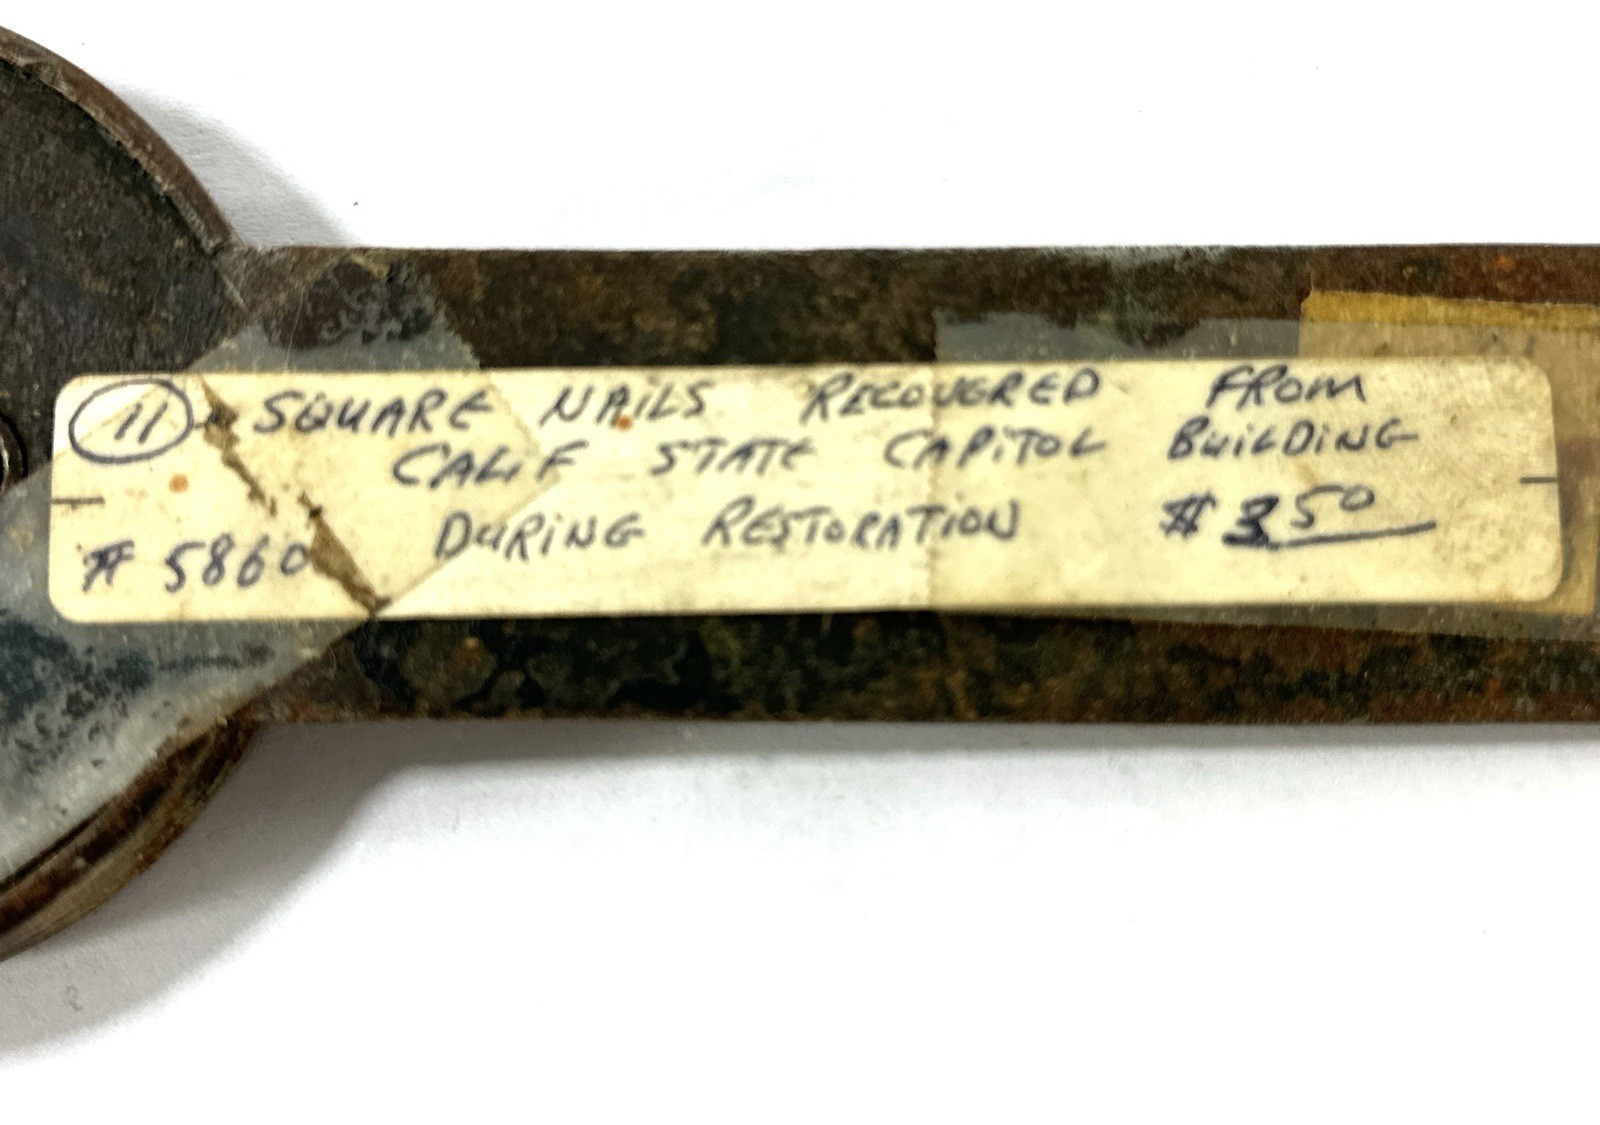 11 SQUARE NAILS RECOVERED FROM
CALIF STATE CAPITOL BUILDING
DURING RESTORATION $3.50
# 5860